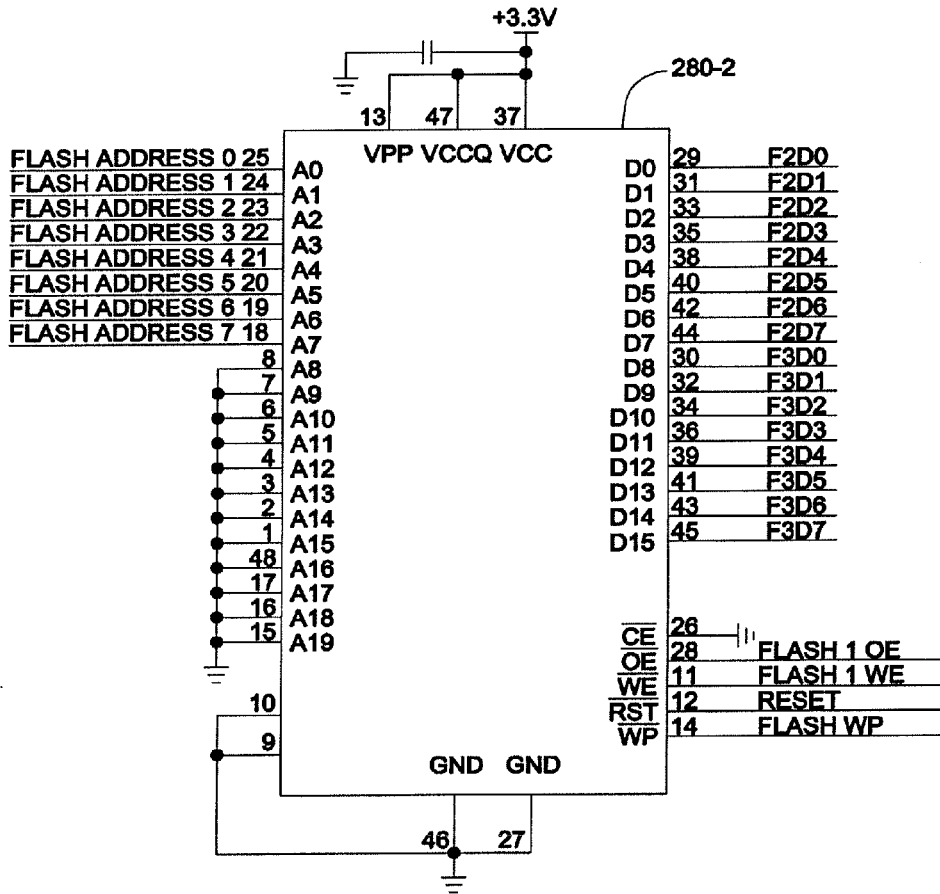 +3.3V
280-2
13 47 37
VPP VCCQ VCC
FLASH ADDRESS 0 25 A0
FLASH ADDRESS 1 24 A1
FLASH ADDRESS 2 23 A2
FLASH ADDRESS 3 22 A3
FLASH ADDRESS 4 21 A4
FLASH ADDRESS 5 20 A5
FLASH ADDRESS 6 19 A6
FLASH ADDRESS 7 18 A7
8 A8
7 A9
6 A10
5 A11
4 A12
3 A13
2 A14
1 A15
48 A16
17 A17
16 A18
15 A19
10
9
D0 29 F2D0
D1 31 F2D1
D2 33 F2D2
D3 35 F2D3
D4 38 F2D4
D5 40 F2D5
D6 42 F2D6
D7 44 F2D7
D8 30 F3D0
D9 32 F3D1
D10 34 F3D2
D11 36 F3D3
D12 39 F3D4
D13 41 F3D5
D14 43 F3D6
D15 45 F3D7
CE 26
OE 28 FLASH 1 OE
WE 11 FLASH 1 WE
RST 12 RESET
WP 14 FLASH WP
GND GND
46 27